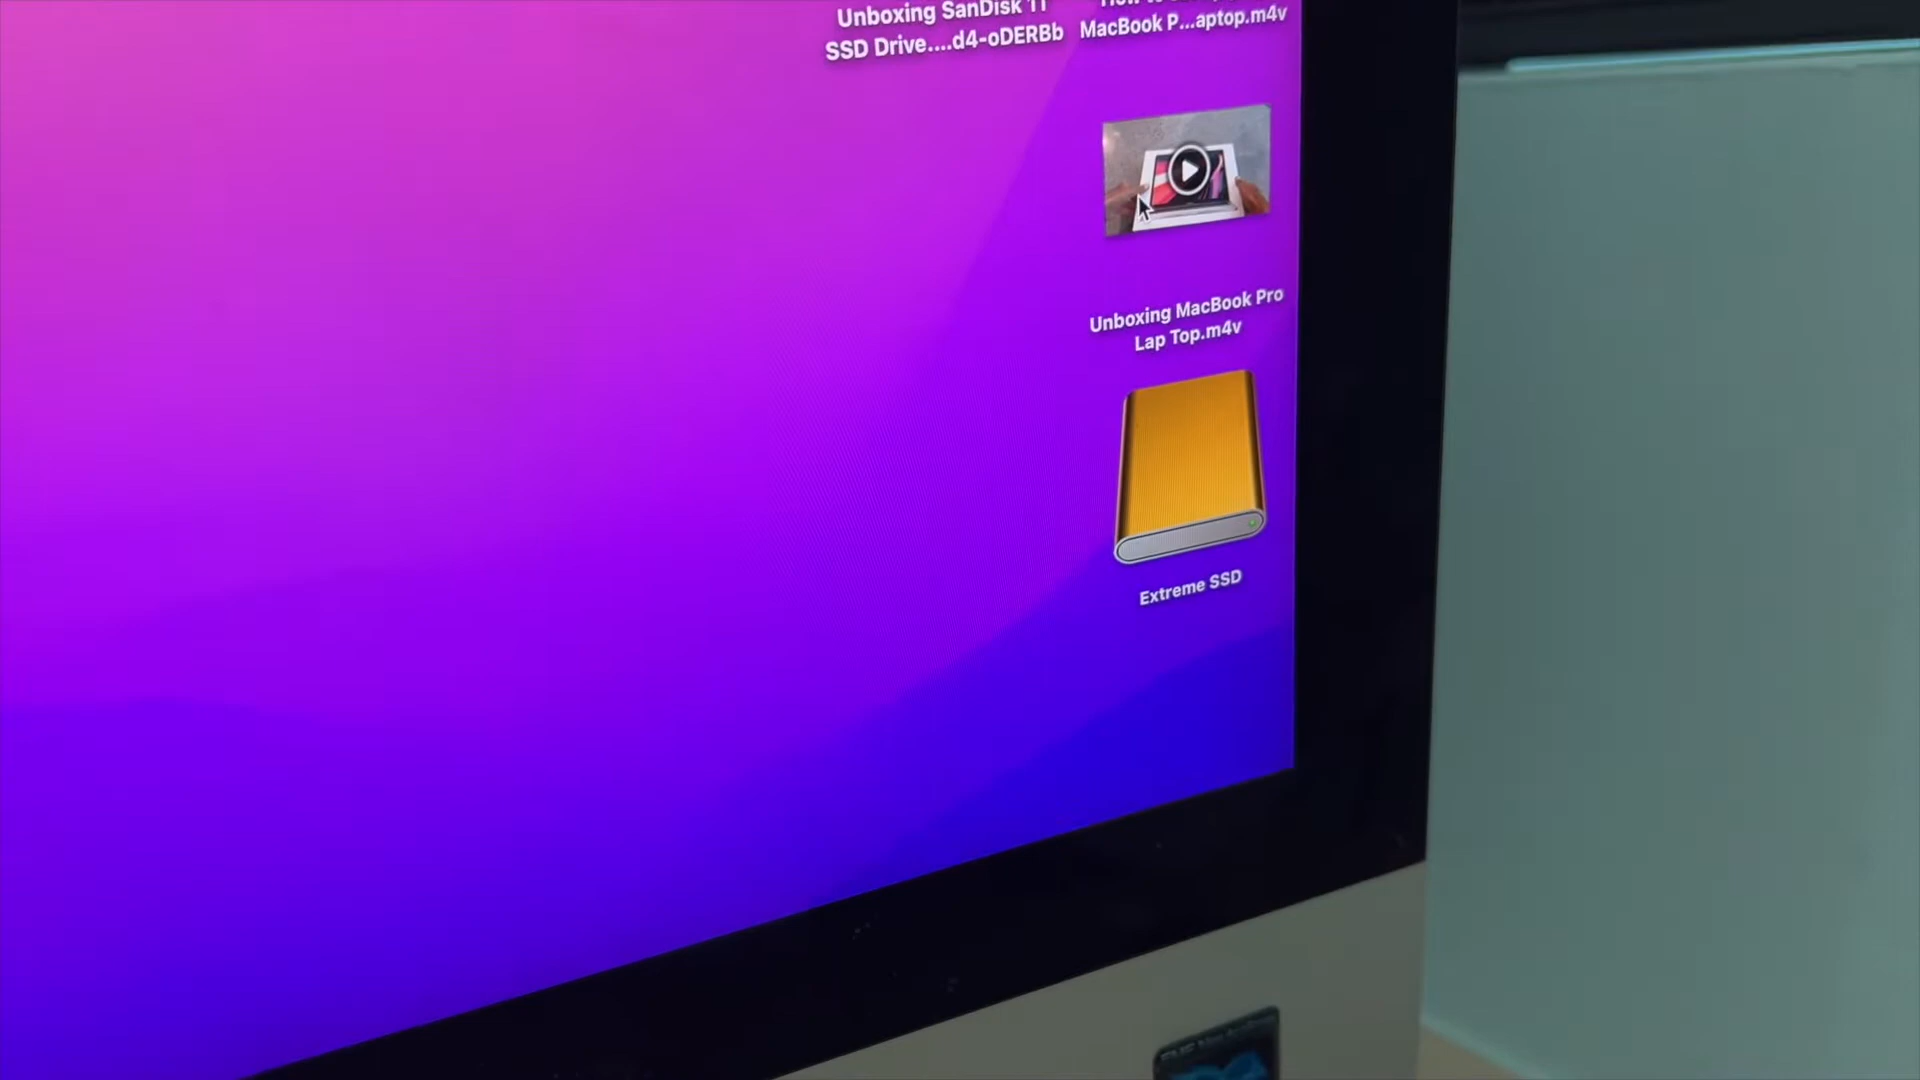 Unboxing SanDisk 1T
SSD Drive....d4-oDERBb
MacBook P...aptop.m4v
Unboxing MacBook Pro
Lap Top.m4v
Extreme SSD